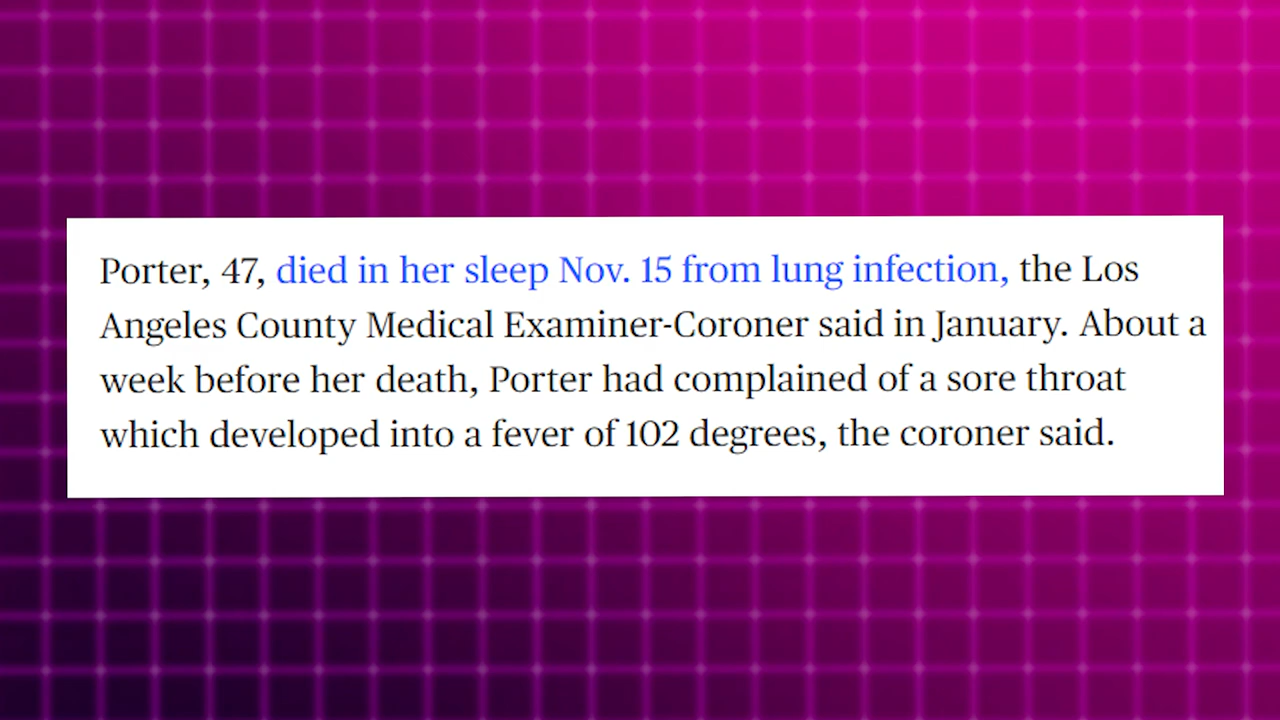 Porter, 47, died in her sleep Nov. 15 from lung infection, the Los
Angeles County Medical Examiner-Coroner said in January. About a
week before her death, Porter had complained of a sore throat
which developed into a fever of 102 degrees, the coroner said.